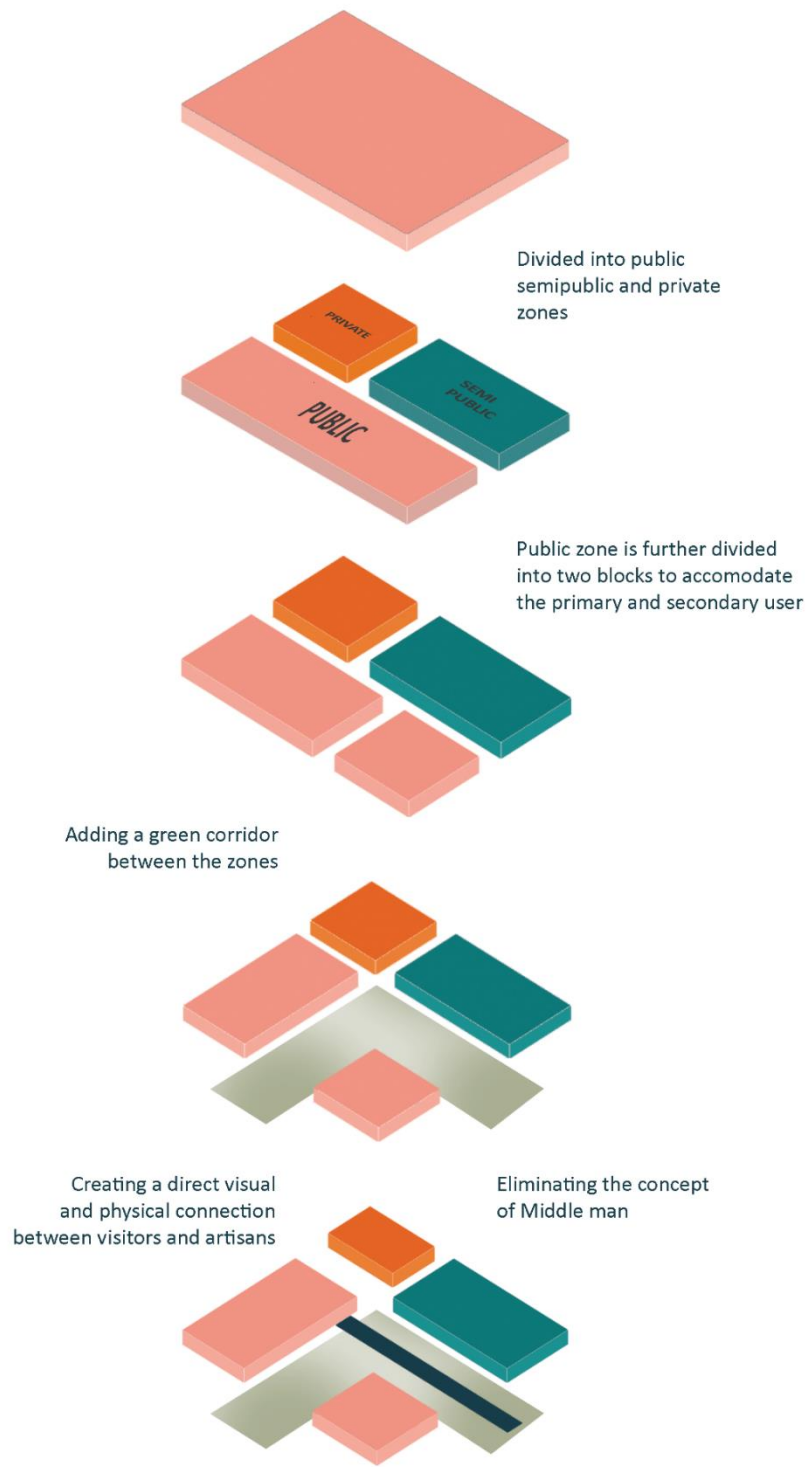 Divided into public
semipublic and private
zones
PRIVATE
SEMI
PUBLIC
PUBLIC
Public zone is further divided
into two blocks to accomodate
the primary and secondary user
Adding a green corridor
between the zones
Creating a direct visual
and physical connection
between visitors and artisans
Eliminating the concept
of Middle man